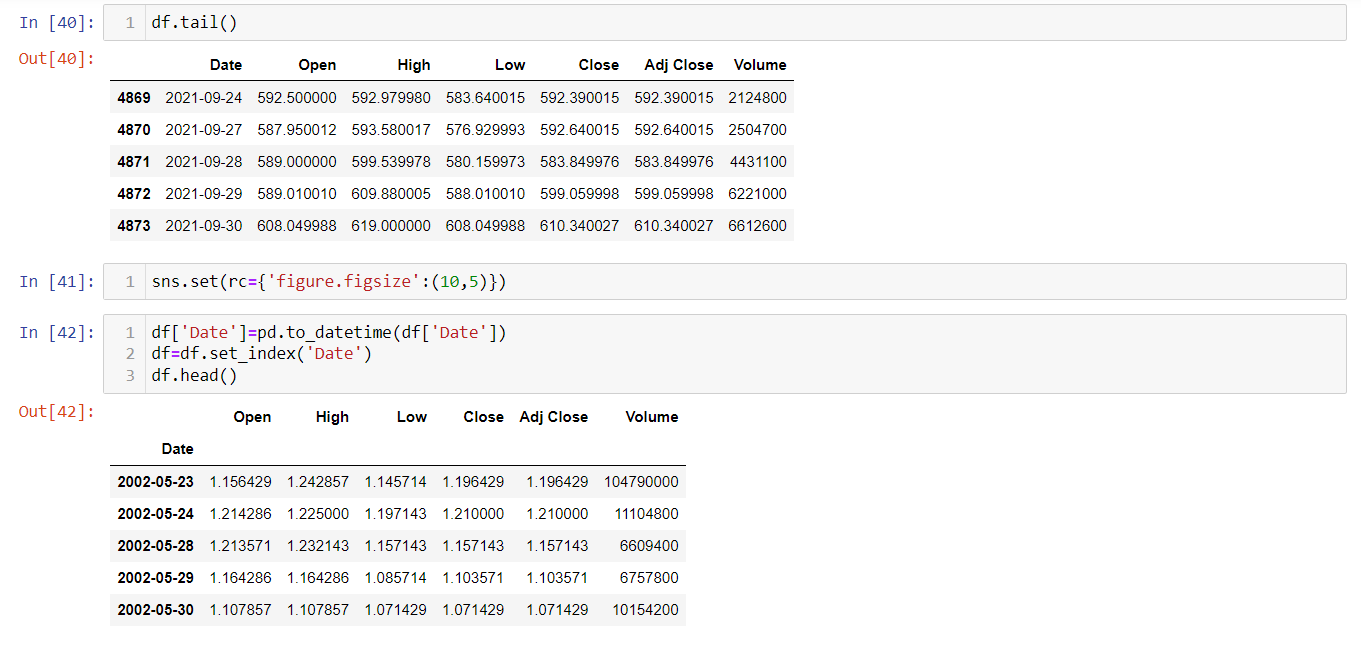 In [40]: 1 df.tail()
Out[40]:
Date Open High Low Close Adj Close Volume
4869 2021-09-24 592.500000 592.979980 583.640015 592.390015 592.390015 2124800
4870 2021-09-27 587.950012 593.580017 576.929993 592.640015 592.640015 2504700
4871 2021-09-28 589.000000 599.539978 580.159973 583.849976 583.849976 4431100
4872 2021-09-29 589.010010 609.880005 588.010010 599.059998 599.059998 6221000
4873 2021-09-30 608.049988 619.000000 608.049988 610.340027 610.340027 6612600
In [41]: 1 sns.set(rc={'figure.figsize':(10,5)})
In [42]: 1 df['Date']=pd.to_datetime(df['Date'])
2 df=df.set_index('Date')
3 df.head()
Out[42]:
Open High Low Close Adj Close Volume
Date
2002-05-23 1.156429 1.242857 1.145714 1.196429 1.196429 104790000
2002-05-24 1.214286 1.225000 1.197143 1.210000 1.210000 11104800
2002-05-28 1.213571 1.232143 1.157143 1.157143 1.157143 6609400
2002-05-29 1.164286 1.164286 1.085714 1.103571 1.103571 6757800
2002-05-30 1.107857 1.107857 1.071429 1.071429 1.071429 10154200